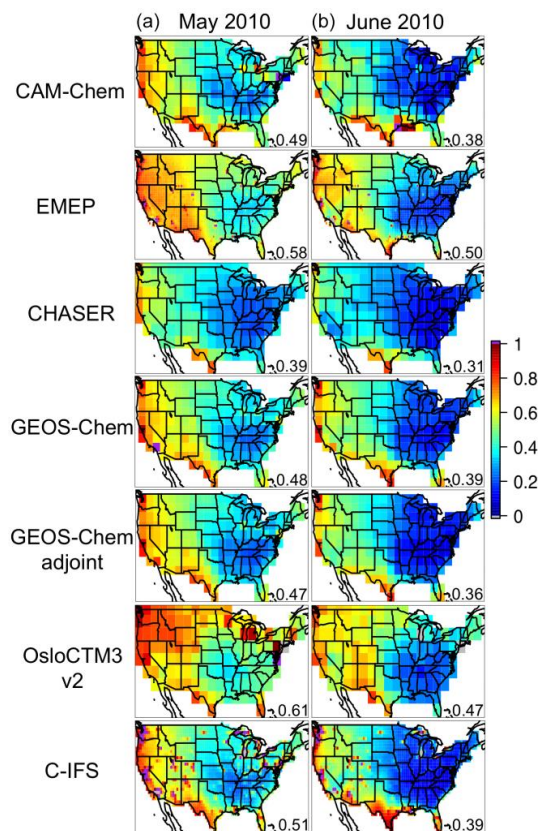 (a) May 2010 (b) June 2010
CAM-Chem
0.49
0.38
EMEP
0.58
0.50
CHASER
0.39
0.31
1
0.8
0.6
0.4
0.2
0
GEOS-Chem
0.48
0.39
GEOS-Chem
adjoint
0.47
0.36
OsloCTM3
v2
0.61
0.47
C-IFS
0.51
0.39